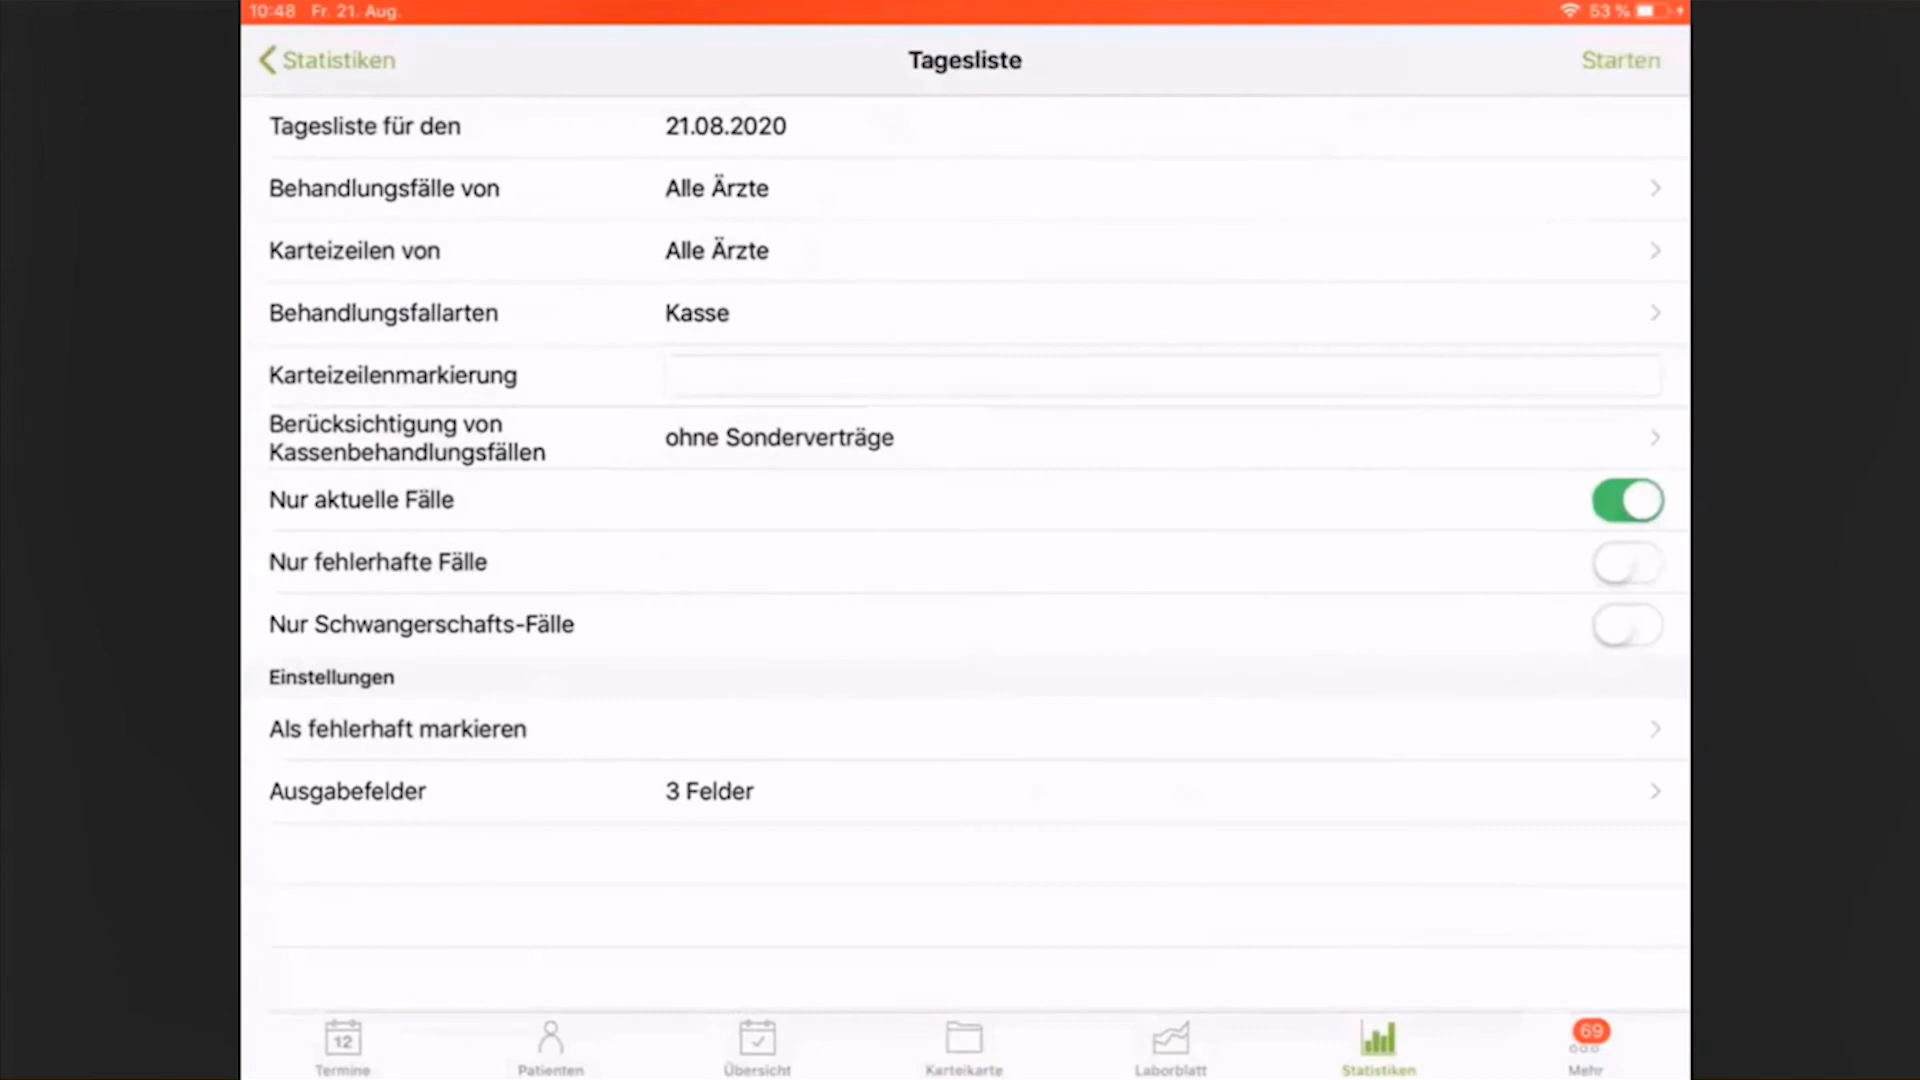 10:48 Fr. 21. Aug.
53 %
Statistiken
Tagesliste
Starten
Tagesliste für den 21.08.2020
Behandlungsfälle von Alle Ärzte
Karteizeilen von Alle Ärzte
Behandlungsfallarten Kasse
Karteizeilenmarkierung
Berücksichtigung von
Kassenbehandlungsfällen
ohne Sonderverträge
Nur aktuelle Fälle
Nur fehlerhafte Fälle
Nur Schwangerschafts-Fälle
Einstellungen
Als fehlerhaft markieren
Ausgabefelder 3 Felder
12
69
Termine Patienten Übersicht Karteikarte Laborblatt Statistiken Mehr